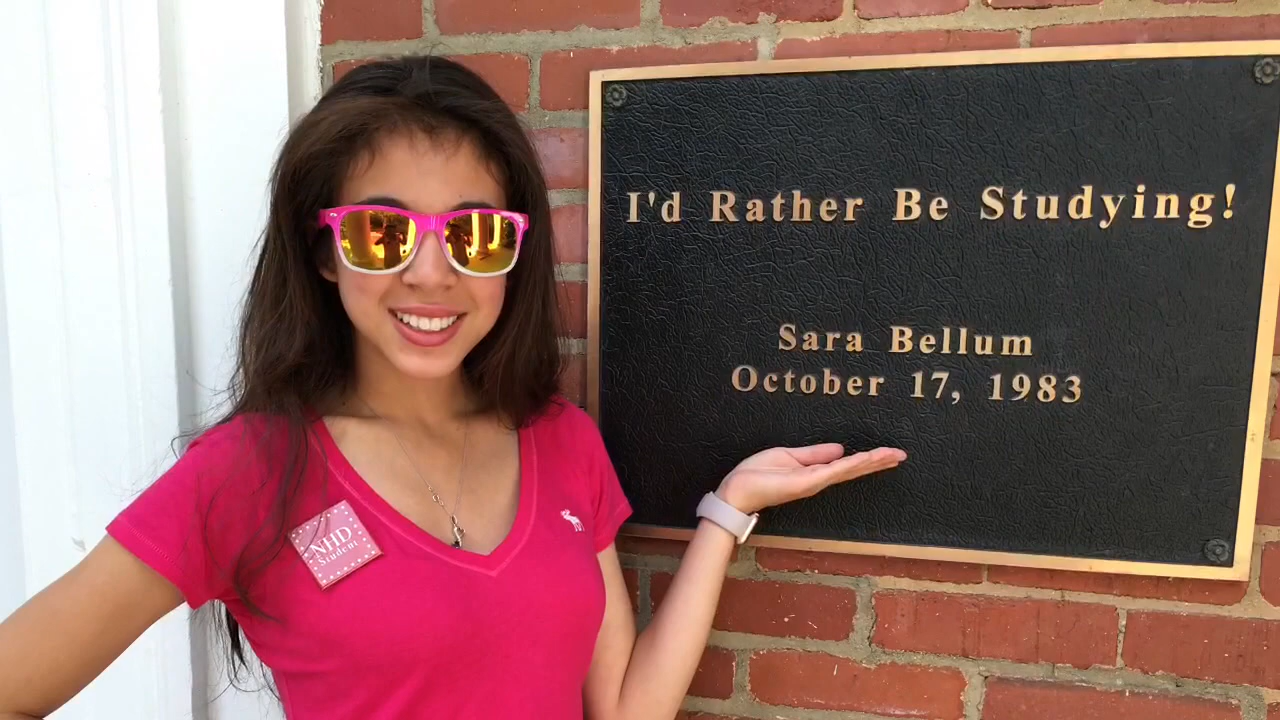 I'd Rather Be Studying!
Sara Bellum
October 17, 1983
NHD
Student